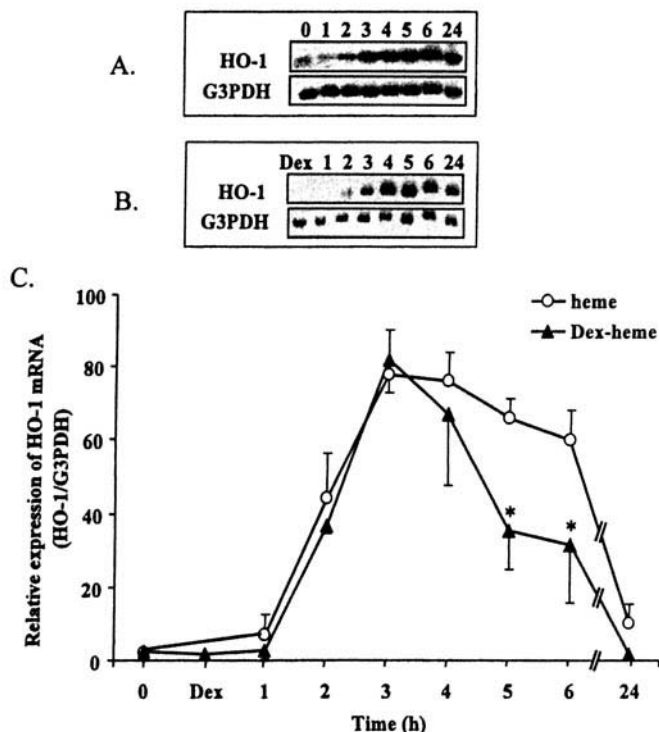 A.
0 1 2 3 4 5 6 24
HO-1
G3PDH
B.
Dex 1 2 3 4 5 6 24
HO-1
G3PDH
C.
Relative expression of HO-1 mRNA
(HO-1/G3PDH)
100
80
60
40
20
0
heme
Dex-heme
* *
0 Dex 1 2 3 4 5 6 24
Time (h)